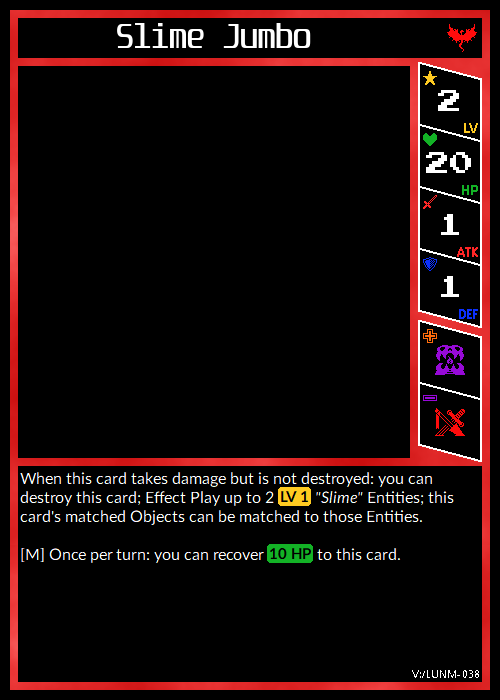 Slime Jumbo
2
LV
20
HP
1
ATK
1
DEF
When this card takes damage but is not destroyed: you can
destroy this card; Effect Play up to 2 LV 1 "Slime" Entities; this
card's matched Objects can be matched to those Entities.
[M] Once per turn: you can recover 10 HP to this card.
V:/LUNM-038